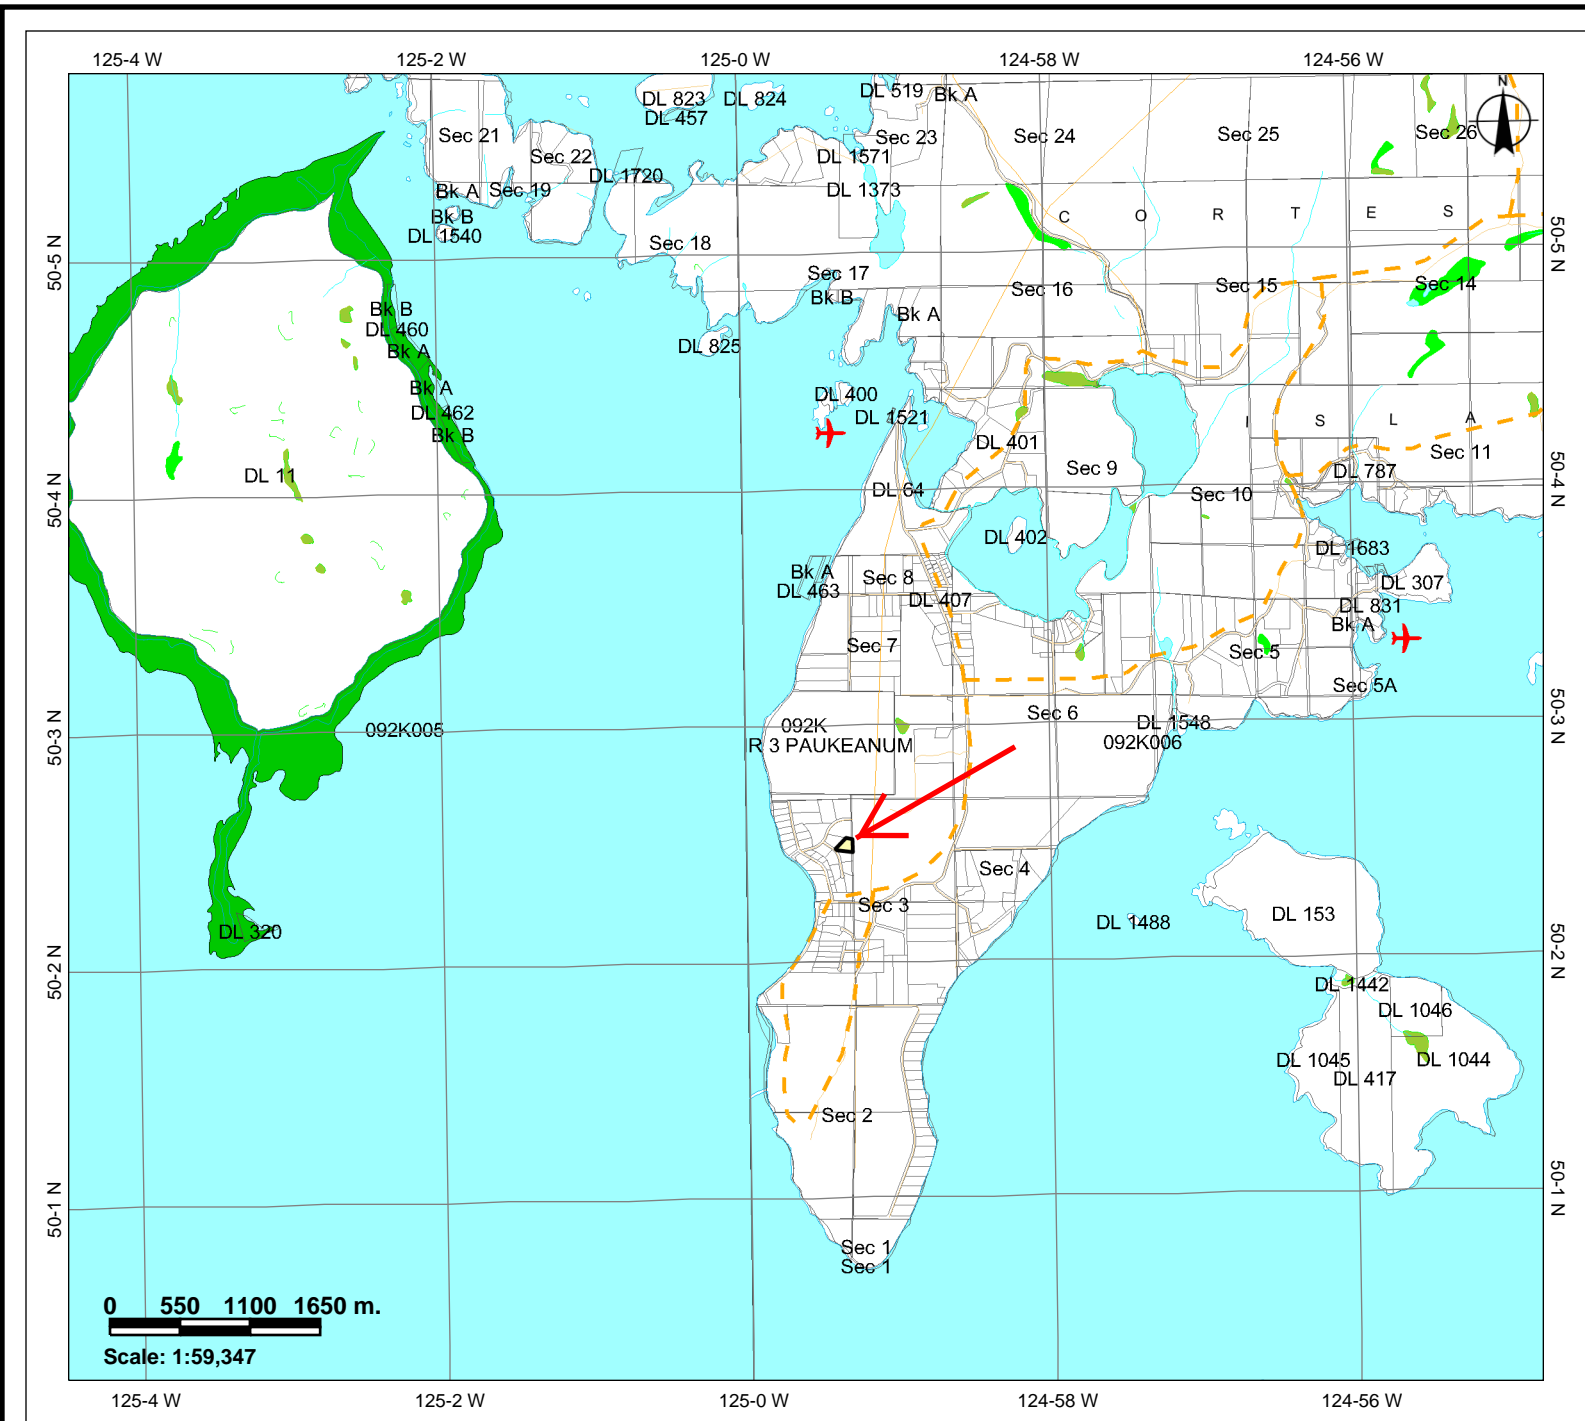 125-4 W 125-2 W 125-0 W 124-58 W 124-56 W
N
DL 519
Bk A
DL 823
DL 824
DL 457
Sec 21
Sec 22
Sec 23
Sec 24
Sec 25
Sec 26
DL 1571
DL 1720
DL 1373
Bk A
Sec 19
Bk B
DL 1540
C O R T E S
Sec 18
50-5 N
50-5 N
Sec 17
Sec 16
Sec 15
Sec 14
Bk B
Bk A
Bk B
DL 460
Bk A
DL 825
Bk A
DL 400
DL 462
DL 1521
Bk B
I S L A
DL 401
Sec 11
DL 11
Sec 9
DL 787
50-4 N
50-4 N
DL 64
Sec 10
DL 402
DL 1683
Bk A
Sec 8
DL 463
DL 307
DL 407
DL 831
Bk A
Sec 7
Sec 5
Sec 5A
Sec 6
50-3 N
50-3 N
092K005
092K
DL 1548
IR 3 PAUKEANUM
092K006
Sec 4
Sec 3
DL 153
DL 1488
DL 320
50-2 N
50-2 N
DL 1442
DL 1046
DL 1045
DL 1044
DL 417
Sec 2
50-1 N
50-1 N
Sec 1
Sec 1
0 550 1100 1650 m.
Scale: 1:59,347
125-4 W 125-2 W 125-0 W 124-58 W 124-56 W